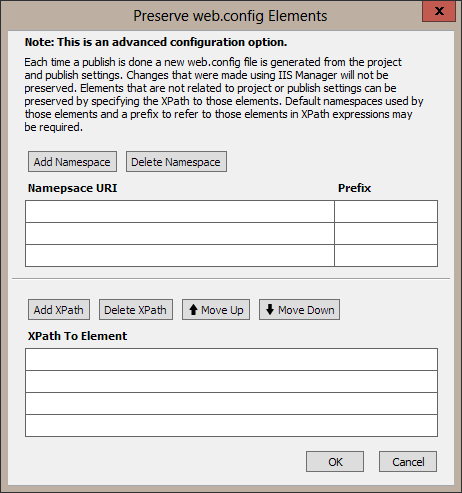 Preserve web.config Elements
x
Note: This is an advanced configuration option.
Each time a publish is done a new web.config file is generated from the project
and publish settings. Changes that were made using IIS Manager will not be
preserved. Elements that are not related to project or publish settings can be
preserved by specifying the XPath to those elements. Default namespaces used by
those elements and a prefix to refer to those elements in XPath expressions may
be required.
Add Namespace Delete Namespace
Namepsace URI Prefix
Add XPath Delete XPath Move Up Move Down
XPath To Element
OK Cancel